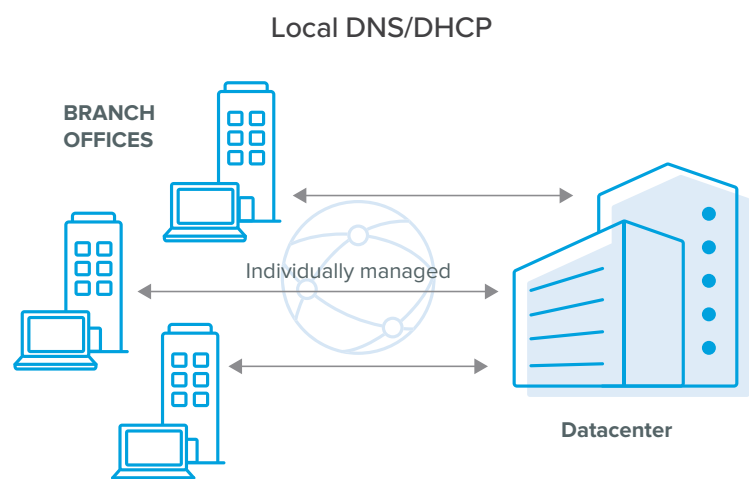 Local DNS/DHCP
BRANCH
OFFICES
Individually managed
Datacenter